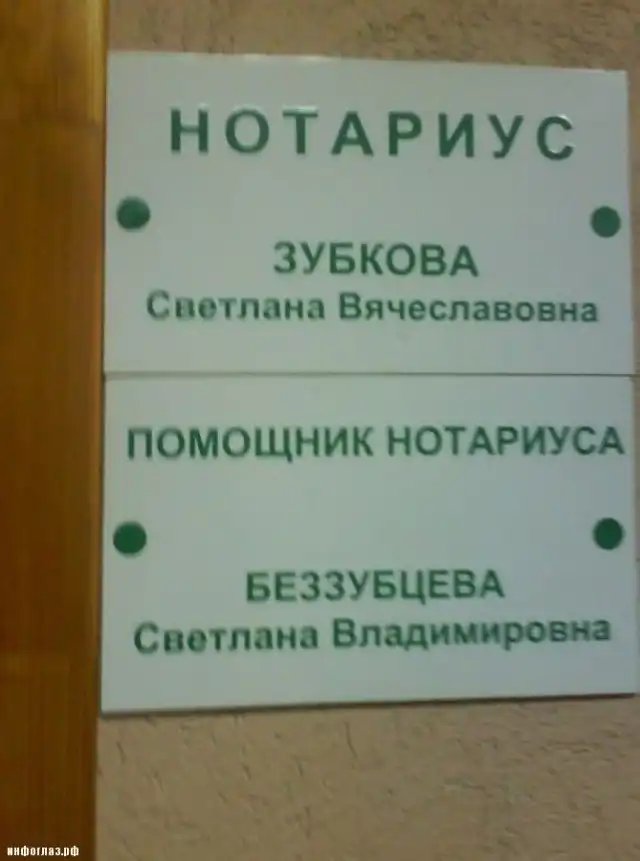 НОТАРИУС
ЗУБКОВА
Светлана Вячеславовна
ПОМОЩНИК НОТАРИУСА
БЕЗЗУБЦЕВА
Светлана Владимировна
инфоглаз.рф